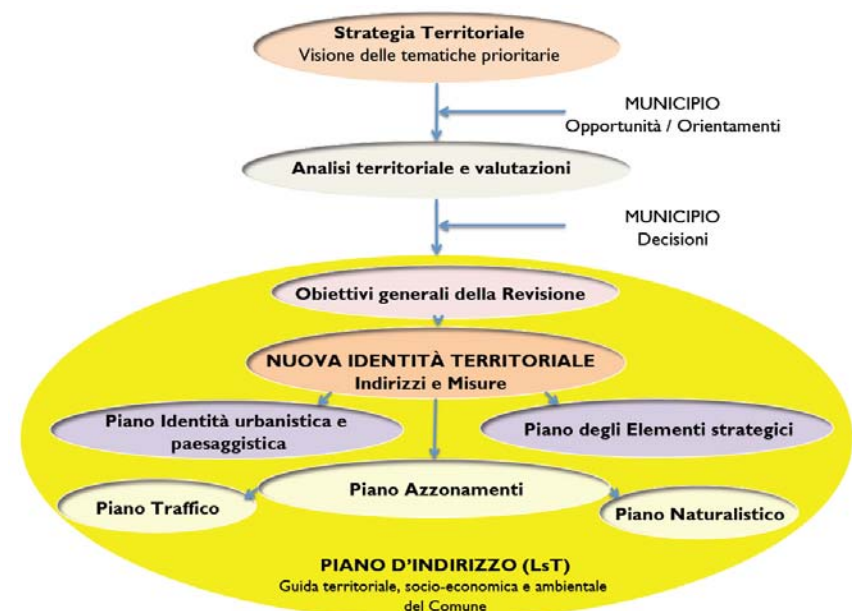 Strategia Territoriale
Visione delle tematiche prioritarie
MUNICIPIO
Opportunità / Orientamenti
Analisi territoriale e valutazioni
MUNICIPIO
Decisioni
Obiettivi generali della Revisione
NUOVA IDENTITÀ TERRITORIALE
Indirizzi e Misure
Piano Identità urbanistica e
paesaggistica
Piano degli Elementi strategici
Piano Azzonamenti
Piano Traffico
Piano Naturalistico
PIANO D'INDIRIZZO (LsT)
Guida territoriale, socio-economica e ambientale
del Comune